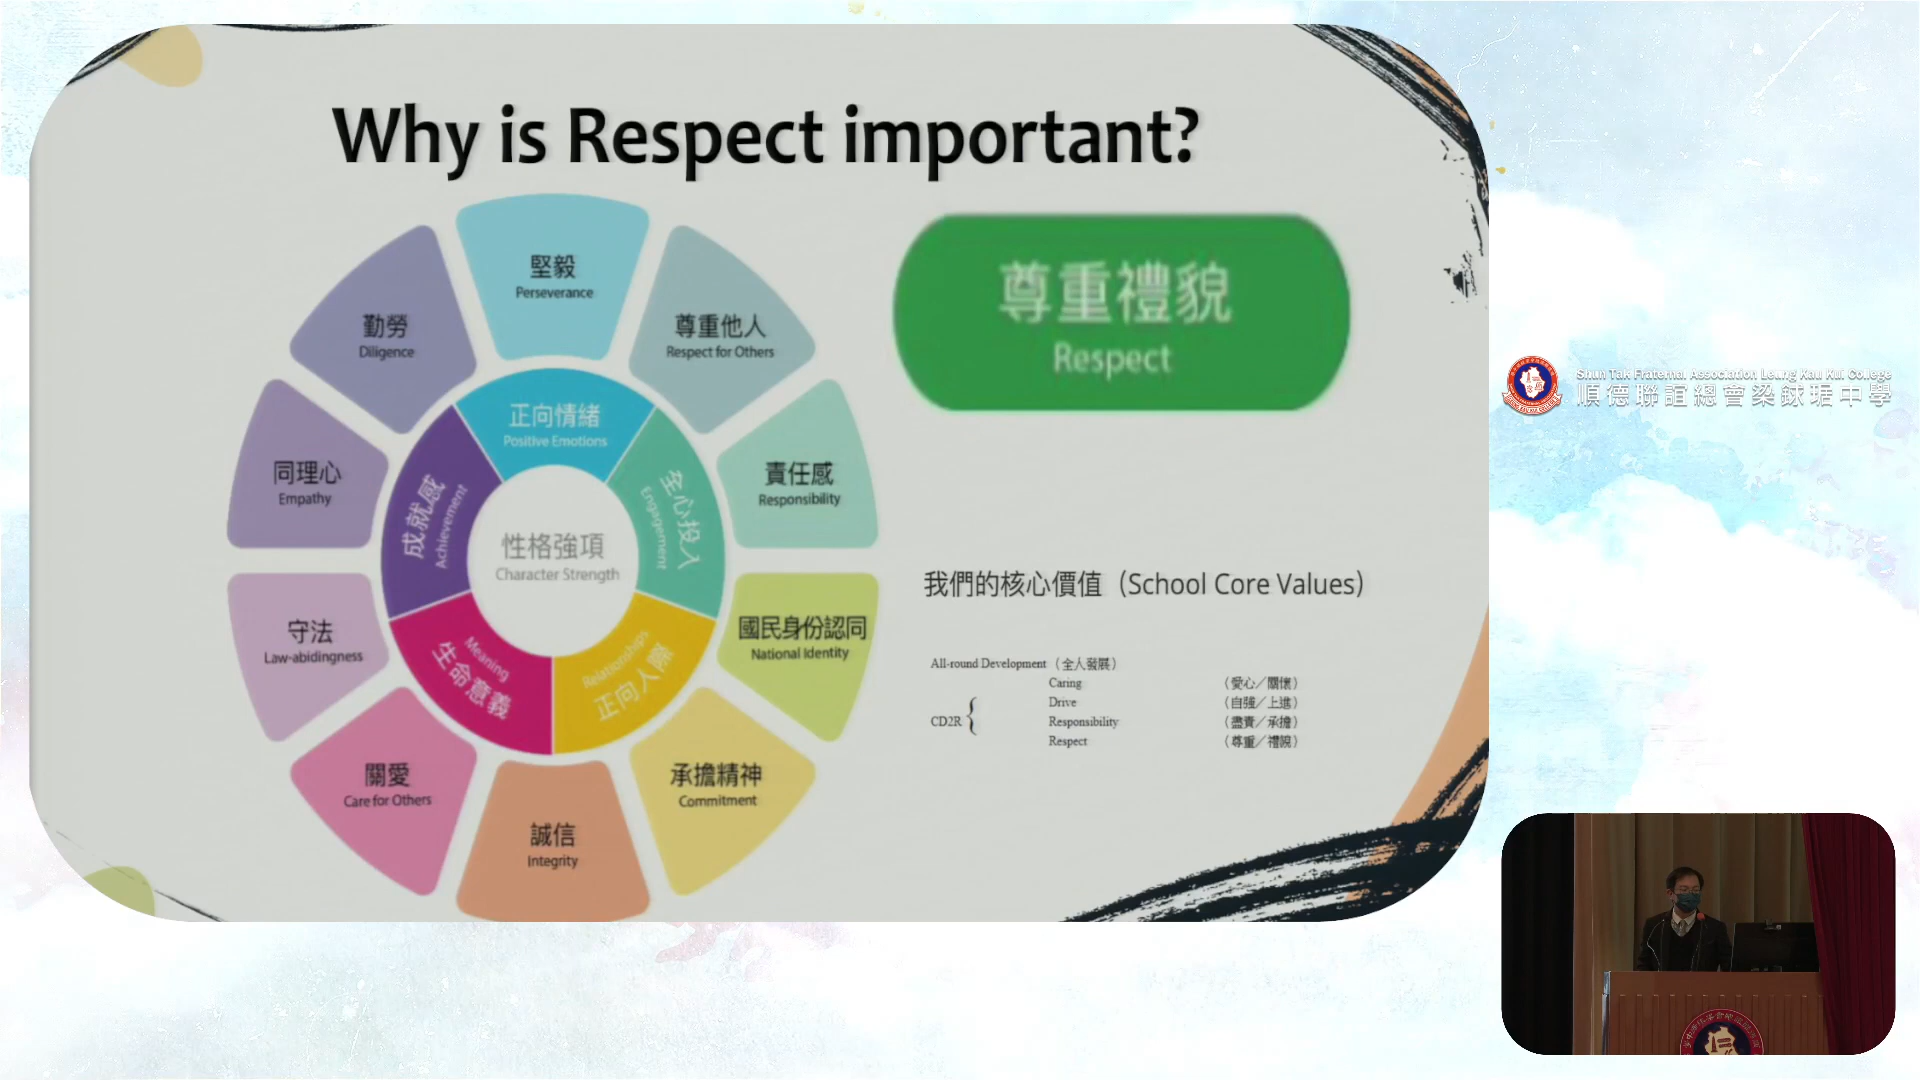 Why is Respect important?
堅毅
Perseverance
尊重他人
Respect for Others
責任感
Responsibility
國民身份認同
National Identity
承擔精神
Commitment
誠信
Integrity
關愛
Care for Others
守法
Law-abidingness
同理心
Empathy
勤勞
Diligence
正向情緒
Positive Emotions
全心投入
Engagement
Relationships
正向人際
Meaning
生命意義
成就感
Achievement
性格強項
Character Strength
尊重禮貌
Respect
我們的核心價值（School Core Values）
All-round Development（全人發展）
Caring （愛心／關懷）
Drive （自強／上進）
CD2R {
Responsibility （盡責／承擔）
Respect （尊重／禮貌）
Shun Tak Fraternal Association Leung Kau Kui College
順德聯誼總會梁銶琚中學